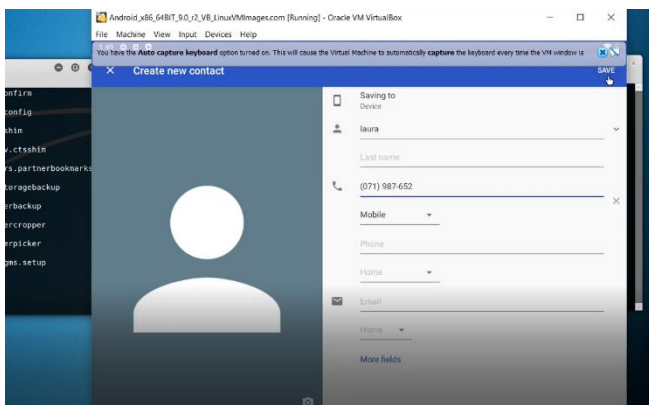 Android_x86_64BIT_9.0_r2_VB_LinuxVMImages.com [Running] - Oracle VM VirtualBox
File Machine View Input Devices Help
You have the Auto capture keyboard option turned on. This will cause the Virtual Machine to automatically capture the keyboard every time the VM window is
Create new contact
SAVE
Saving to
Device
laura
Last name
(071) 987-652
Mobile
Phone
Home
Email
Home
More fields
onfirm
config
shim
v.ctsshim
rs.partnerbookmarks
toragebackup
erbackup
ercropper
erpicker
gms.setup